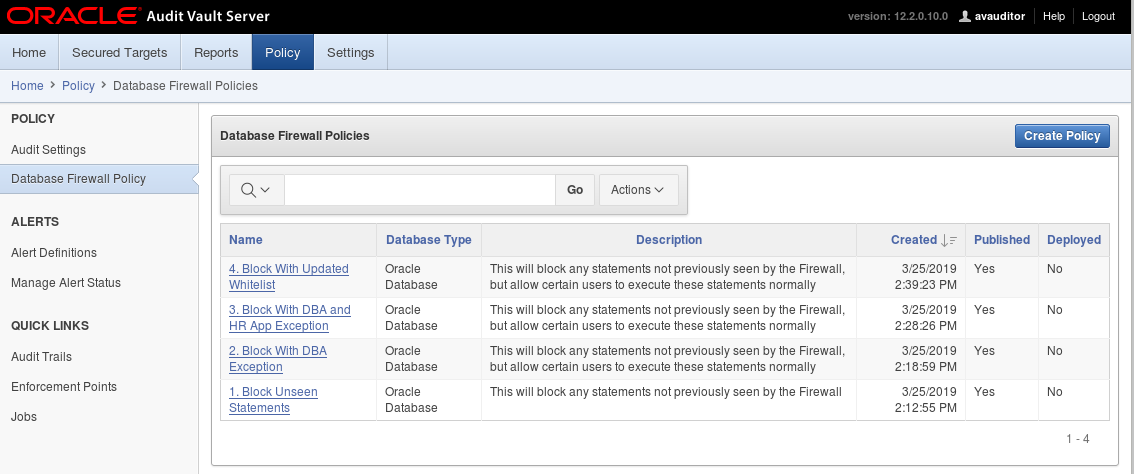 ORACLE Audit Vault Server version: 12.2.0.10.0 avauditor Help Logout
Home Secured Targets Reports Policy Settings
Home > Policy > Database Firewall Policies
POLICY
Audit Settings
Database Firewall Policy
ALERTS
Alert Definitions
Manage Alert Status
QUICK LINKS
Audit Trails
Enforcement Points
Jobs
Database Firewall Policies Create Policy
Go Actions
Name Database Type Description Created Published Deployed
4. Block With Updated Oracle This will block any statements not previously seen by the Firewall, 3/25/2019 Yes No
Whitelist Database but allow certain users to execute these statements normally 2:39:23 PM
3. Block With DBA and Oracle This will block any statements not previously seen by the Firewall, 3/25/2019 Yes No
HR App Exception Database but allow certain users to execute these statements normally 2:28:26 PM
2. Block With DBA Oracle This will block any statements not previously seen by the Firewall, 3/25/2019 Yes No
Exception Database but allow certain users to execute these statements normally 2:18:59 PM
1. Block Unseen Oracle This will block any statements not previously seen by the Firewall 3/25/2019 Yes No
Statements Database 2:12:55 PM
1 - 4